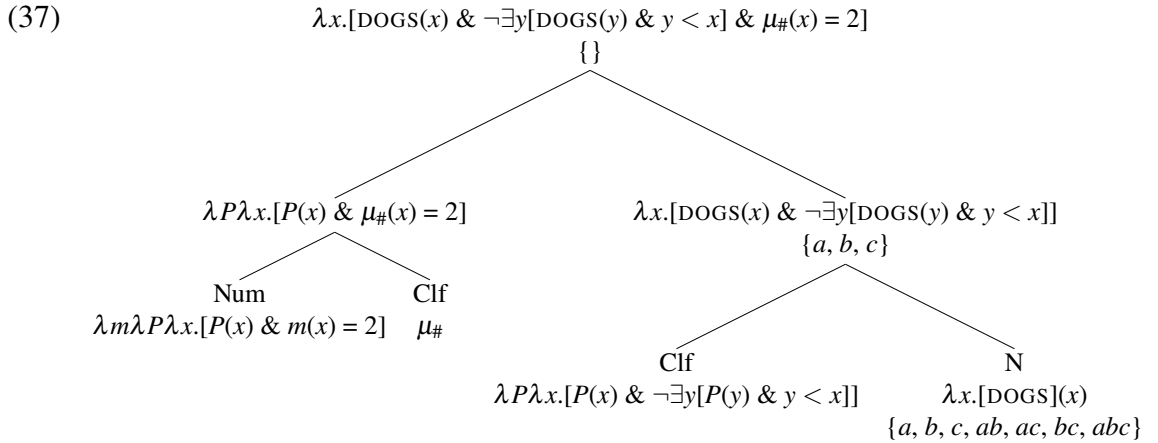 (37)
λx.[DOGS(x) & ¬∃y[DOGS(y) & y < x] & μ#(x) = 2]
{}
λPλx.[P(x) & μ#(x) = 2] λx.[DOGS(x) & ¬∃y[DOGS(y) & y < x]]
{a, b, c}
Num Clf
λmλPλx.[P(x) & m(x) = 2] μ#
Clf N
λPλx.[P(x) & ¬∃y[P(y) & y < x]] λx.[DOGS](x)
{a, b, c, ab, ac, bc, abc}